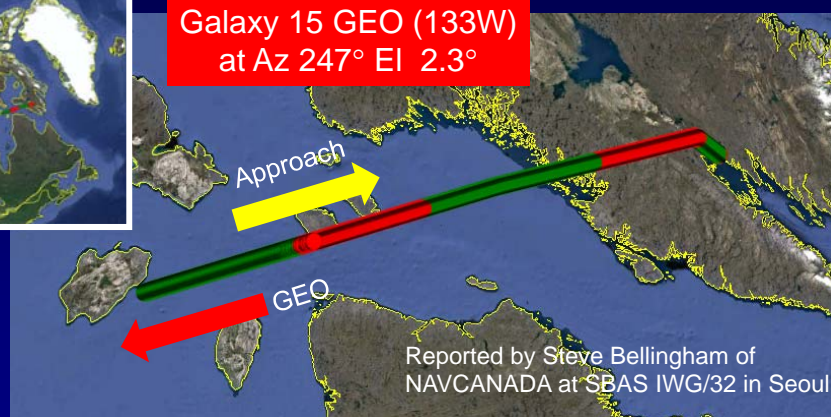 Galaxy 15 GEO (133W)
at Az 247° El 2.3°
Approach
GEO
Reported by Steve Bellingham of
NAVCANADA at SBAS IWG/32 in Seoul